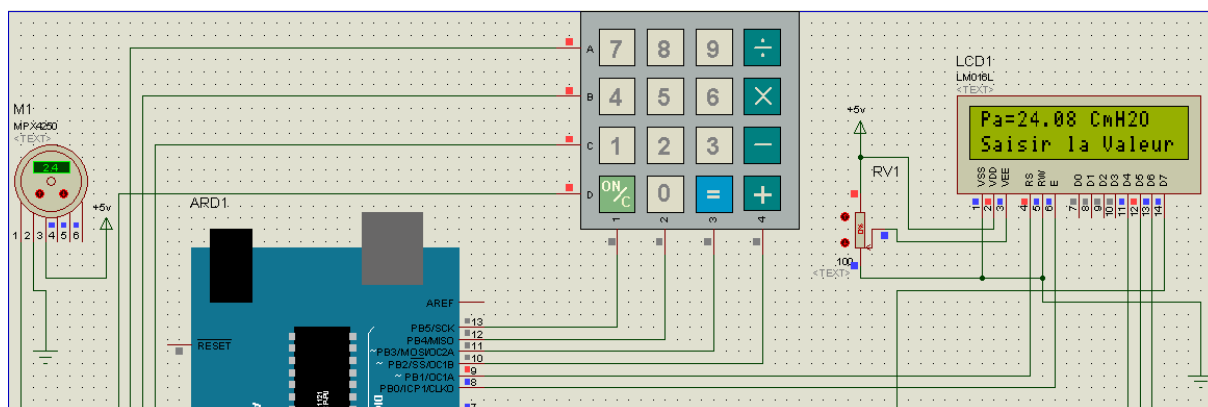 M1
MPX4250
<TEXT>
24
+5v
1 2 3 4 5 6
ARD1
RESET
AREF
PB5/SCK
PB4/MISO
~PB3/MOSI/OC2A
~PB2/SS/OC1B
~PB1/OC1A
PB0/ICP1/CLKO
13
12
11
10
9
8
7
1121
A
B
C
D
7 8 9 ÷
4 5 6 ×
1 2 3 −
ON/C 0 = +
1 2 3 4
+5v
RV1
0%
100
<TEXT>
LCD1
LM016L
<TEXT>
Pa=24.08 CmH2O
Saisir la Valeur
VSS VDD VEE RS RW E D0 D1 D2 D3 D4 D5 D6 D7
1 2 3 4 5 6 7 8 9 10 11 12 13 14